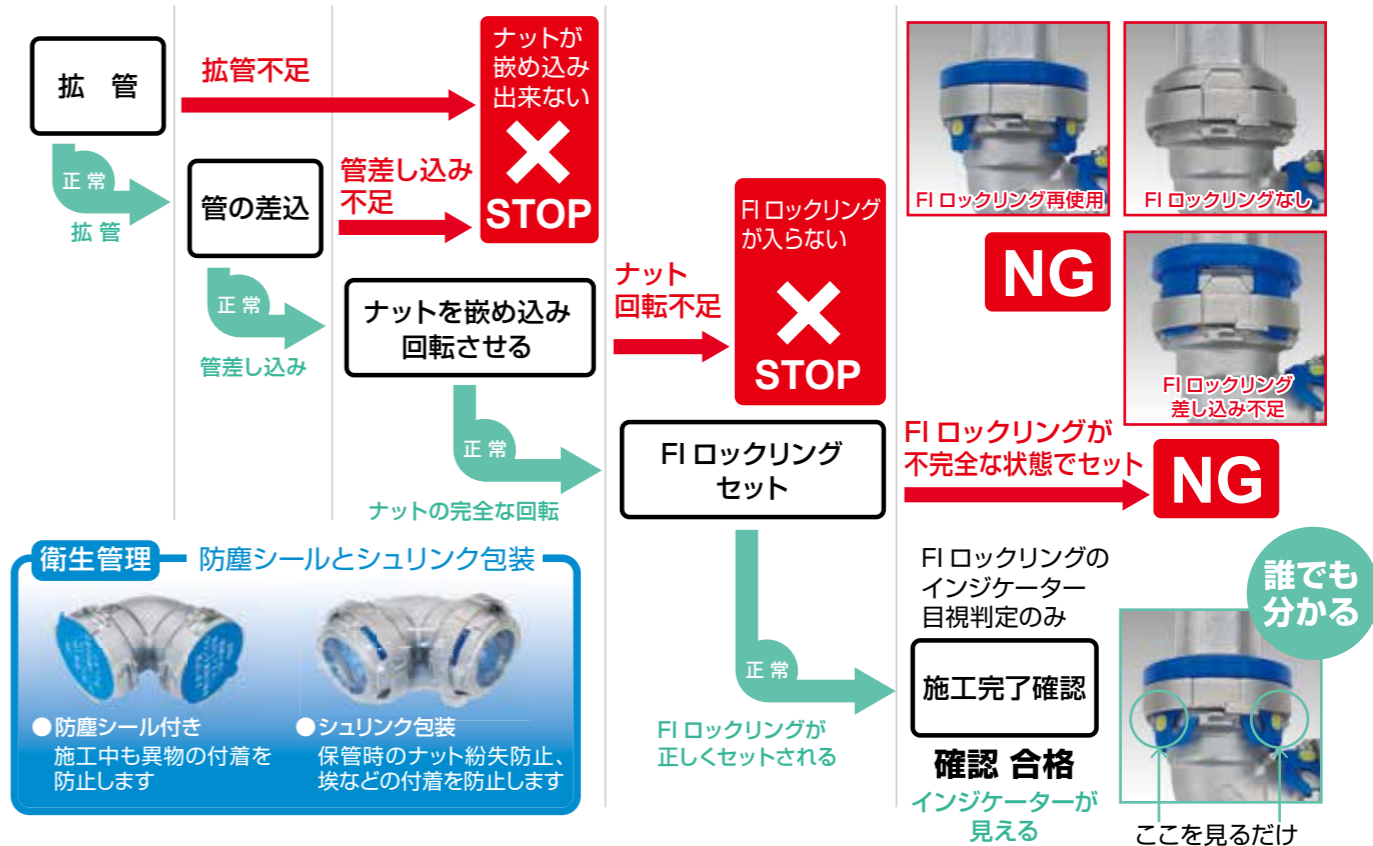 拡 管
正 常
拡 管
拡管不足
管の差込
正 常
管差し込み
管差し込み
不足
ナットが
嵌め込み
出来ない
STOP
ナットを嵌め込み
回転させる
正 常
ナットの完全な回転
ナット
回転不足
FI ロックリング
が入らない
STOP
FI ロックリング
セット
正 常
FI ロックリングが
正しくセットされる
FI ロックリング再使用
FI ロックリングなし
NG
FI ロックリング
差し込み不足
FI ロックリングが
不完全な状態でセット
NG
FI ロックリングの
インジケーター
目視判定のみ
施工完了確認
確認 合格
インジケーターが
見える
誰でも
分かる
ここを見るだけ
衛生管理
防塵シールとシュリンク包装
●防塵シール付き
施工中も異物の付着を
防止します
●シュリンク包装
保管時のナット紛失防止、
埃などの付着を防止します